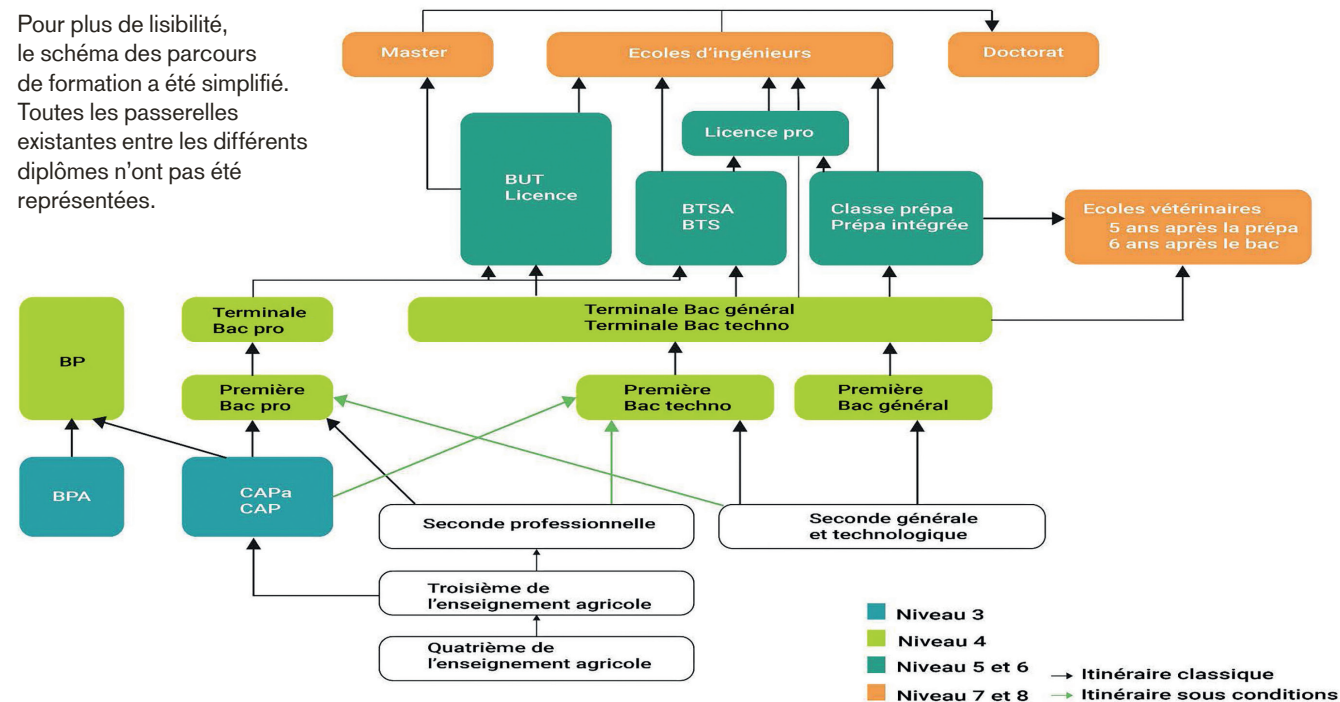 Pour plus de lisibilité,
le schéma des parcours
de formation a été simplifié.
Toutes les passerelles
existantes entre les différents
diplômes n'ont pas été
représentées.
Master
Ecoles d'ingénieurs
Doctorat
Licence pro
BUT
Licence
BTSA
BTS
Classe prépa
Prépa intégrée
Ecoles vétérinaires
5 ans après la prépa
6 ans après le bac
Terminale
Bac pro
Terminale Bac général
Terminale Bac techno
BP
Première
Bac pro
Première
Bac techno
Première
Bac général
BPA
CAPa
CAP
Seconde professionnelle
Seconde générale
et technologique
Troisième de
l'enseignement agricole
Quatrième de
l'enseignement agricole
Niveau 3
Niveau 4
Niveau 5 et 6
Niveau 7 et 8
Itinéraire classique
Itinéraire sous conditions